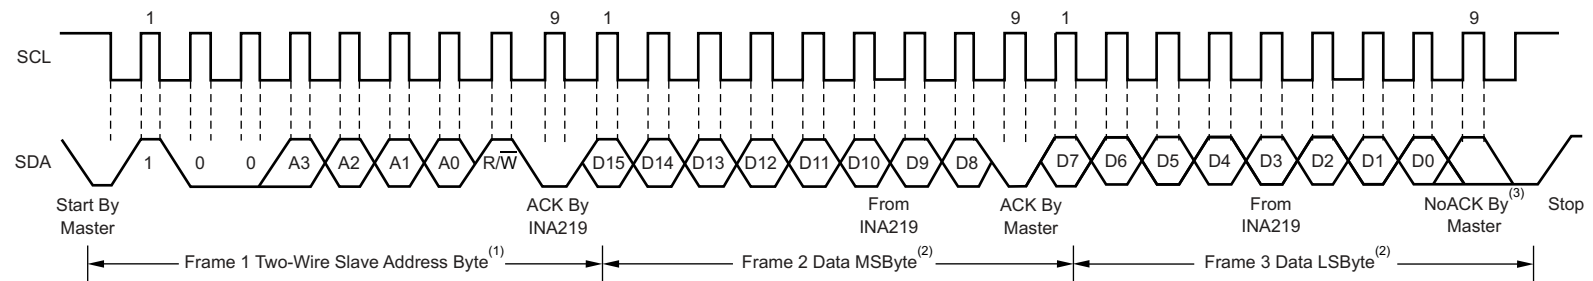 1 9 1 9 1 9
SCL
SDA 1 0 0 A3 A2 A1 A0 R/W̅ D15 D14 D13 D12 D11 D10 D9 D8 D7 D6 D5 D4 D3 D2 D1 D0
Start By
Master
ACK By
INA219
From
INA219
ACK By
Master
From
INA219
NoACK By(3)
Master
Stop
Frame 1 Two-Wire Slave Address Byte(1)
Frame 2 Data MSByte(2)
Frame 3 Data LSByte(2)